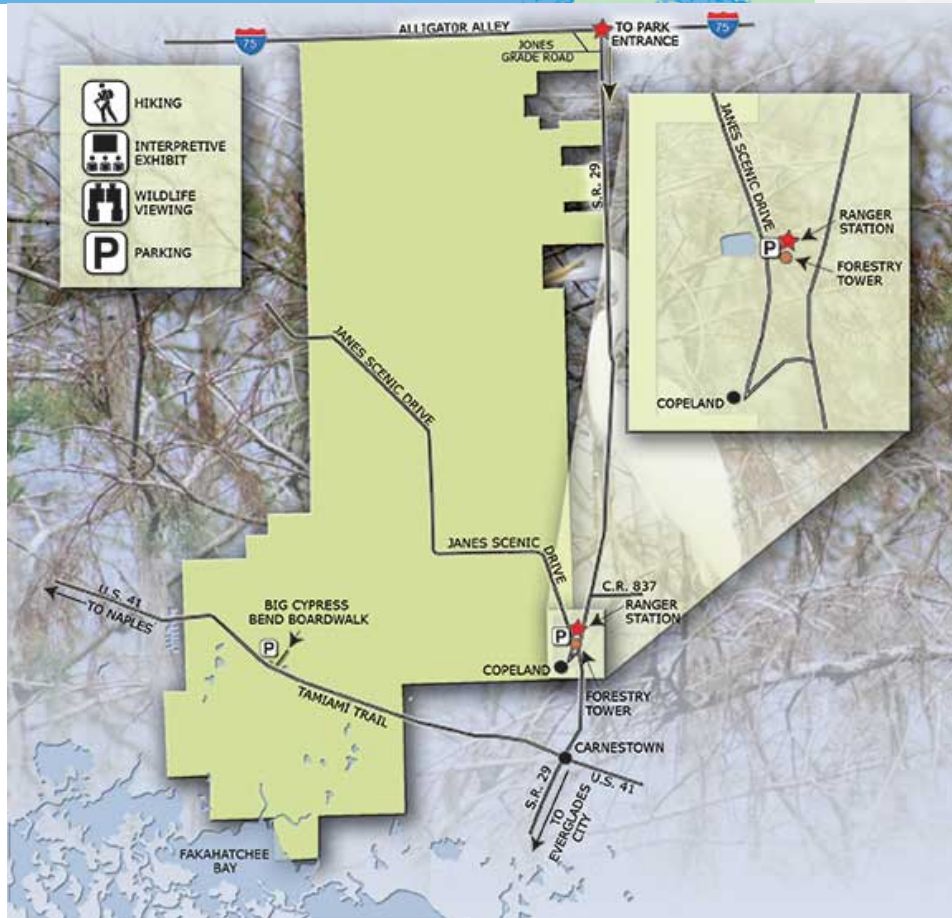 ALLIGATOR ALLEY
75
TO PARK
ENTRANCE
75
JONES
GRADE ROAD
HIKING
INTERPRETIVE
EXHIBIT
WILDLIFE
VIEWING
P
PARKING
S.R. 29
JANES SCENIC DRIVE
P
RANGER
STATION
FORESTRY
TOWER
COPELAND
JANES SCENIC DRIVE
JANES SCENIC
DRIVE
C.R. 837
RANGER
STATION
P
COPELAND
FORESTRY
TOWER
U.S. 41
TO NAPLES
BIG CYPRESS
BEND BOARDWALK
P
TAMIAMI TRAIL
CARNESTOWN
S.R. 29
U.S. 41
TO
EVERGLADES
CITY
FAKAHATCHEE
BAY